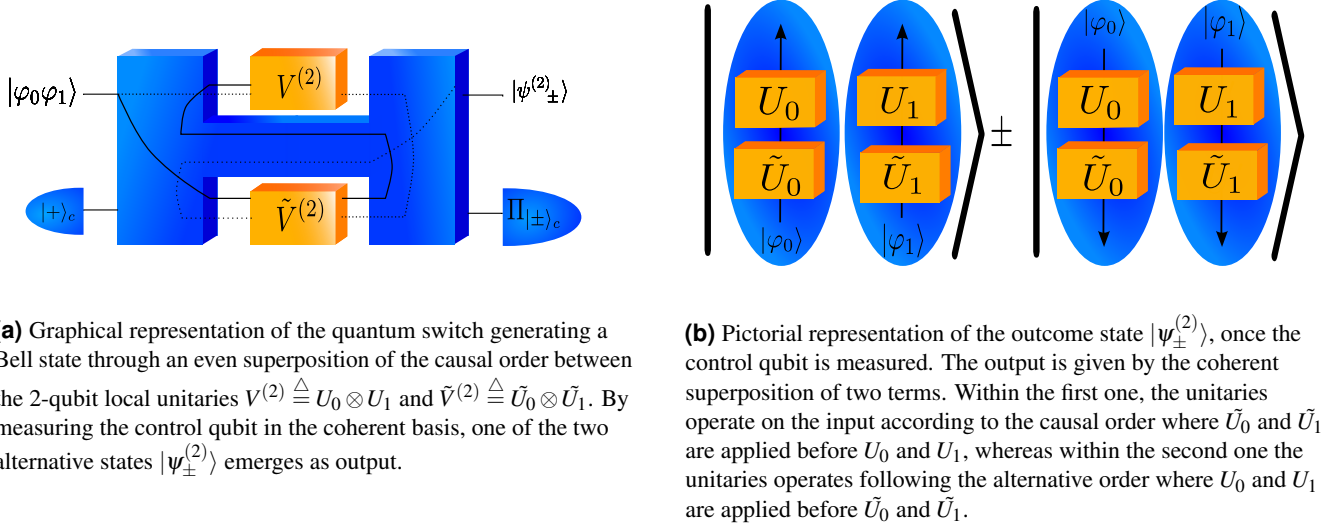 |φ₀φ₁⟩
V⁽²⁾
|ψ⁽²⁾±⟩
|+⟩c
Ṽ⁽²⁾
Π|±⟩c
(a) Graphical representation of the quantum switch generating a
Bell state through an even superposition of the causal order between
the 2-qubit local unitaries V⁽²⁾ ≜ U₀ ⊗ U₁ and Ṽ⁽²⁾ ≜ Ũ₀ ⊗ Ũ₁. By
measuring the control qubit in the coherent basis, one of the two
alternative states |ψ±⁽²⁾⟩ emerges as output.
|φ₀⟩ |φ₁⟩
U₀ U₁ ± U₀ U₁
Ũ₀ Ũ₁ Ũ₀ Ũ₁
|φ₀⟩ |φ₁⟩
(b) Pictorial representation of the outcome state |ψ±⁽²⁾⟩, once the
control qubit is measured. The output is given by the coherent
superposition of two terms. Within the first one, the unitaries
operate on the input according to the causal order where Ũ₀ and Ũ₁
are applied before U₀ and U₁, whereas within the second one the
unitaries operates following the alternative order where U₀ and U₁
are applied before Ũ₀ and Ũ₁.